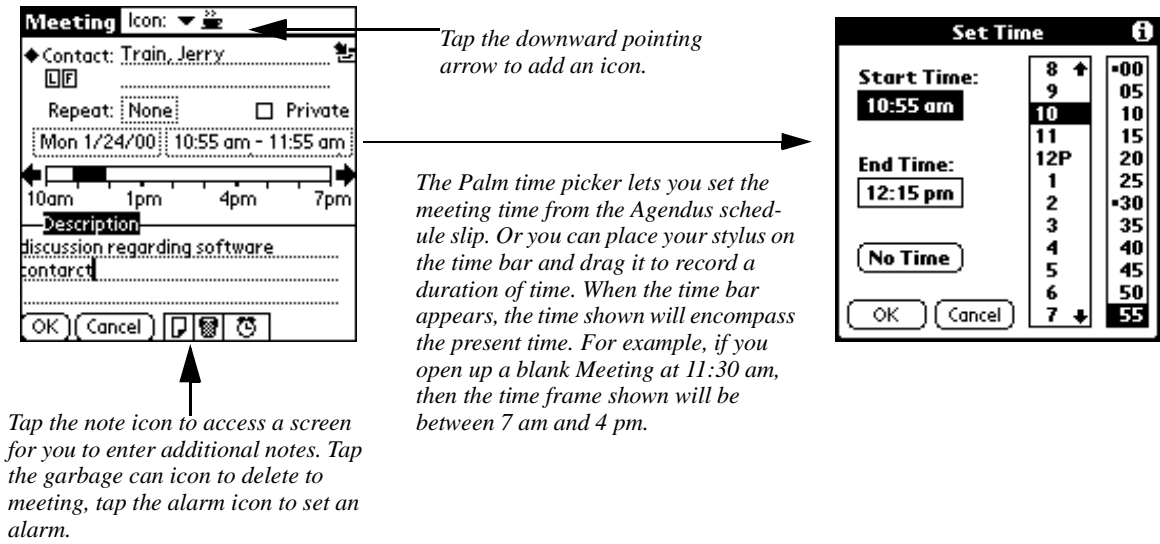 Meeting Icon:
Contact: Train, Jerry
L F
Repeat: None Private
Mon 1/24/00 10:55 am - 11:55 am
10am 1pm 4pm 7pm
Description
discussion regarding software
contarct
OK Cancel
Tap the downward pointing
arrow to add an icon.
The Palm time picker lets you set the
meeting time from the Agendus sched-
ule slip. Or you can place your stylus on
the time bar and drag it to record a
duration of time. When the time bar
appears, the time shown will encompass
the present time. For example, if you
open up a blank Meeting at 11:30 am,
then the time frame shown will be
between 7 am and 4 pm.
Tap the note icon to access a screen
for you to enter additional notes. Tap
the garbage can icon to delete to
meeting, tap the alarm icon to set an
alarm.
Set Time i
Start Time:
10:55 am
End Time:
12:15 pm
No Time
OK Cancel
8
9
10
11
12P
1
2
3
4
5
6
7
00
05
10
15
20
25
30
35
40
45
50
55